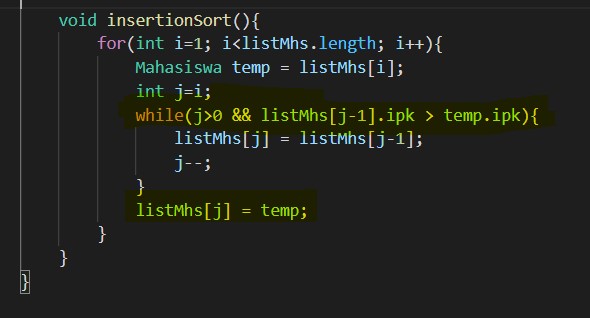 void insertionSort(){
for(int i=1; i<listMhs.length; i++){
Mahasiswa temp = listMhs[i];
int j=i;
while(j>0 && listMhs[j-1].ipk > temp.ipk){
listMhs[j] = listMhs[j-1];
j--;
}
listMhs[j] = temp;
}
}
}